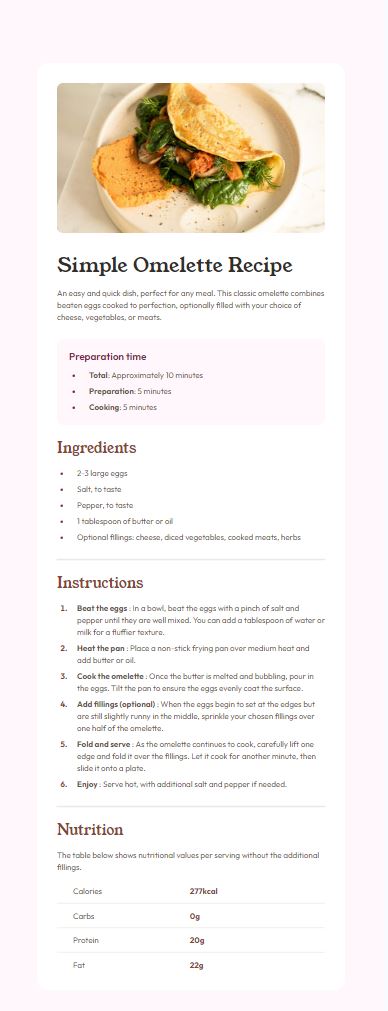 Simple Omelette Recipe
An easy and quick dish, perfect for any meal. This classic omelette combines
beaten eggs cooked to perfection, optionally filled with your choice of
cheese, vegetables, or meats.
Preparation time
• Total: Approximately 10 minutes
• Preparation: 5 minutes
• Cooking: 5 minutes
Ingredients
• 2-3 large eggs
• Salt, to taste
• Pepper, to taste
• 1 tablespoon of butter or oil
• Optional fillings: cheese, diced vegetables, cooked meats, herbs
Instructions
1. Beat the eggs : In a bowl, beat the eggs with a pinch of salt and
pepper until they are well mixed. You can add a tablespoon of water or
milk for a fluffier texture.
2. Heat the pan : Place a non-stick frying pan over medium heat and
add butter or oil.
3. Cook the omelette : Once the butter is melted and bubbling, pour in
the eggs. Tilt the pan to ensure the eggs evenly coat the surface.
4. Add fillings (optional) : When the eggs begin to set at the edges but
are still slightly runny in the middle, sprinkle your chosen fillings over
one half of the omelette.
5. Fold and serve : As the omelette continues to cook, carefully lift one
edge and fold it over the fillings. Let it cook for another minute, then
slide it onto a plate.
6. Enjoy : Serve hot, with additional salt and pepper if needed.
Nutrition
The table below shows nutritional values per serving without the additional
fillings.
Calories 277kcal
Carbs 0g
Protein 20g
Fat 22g